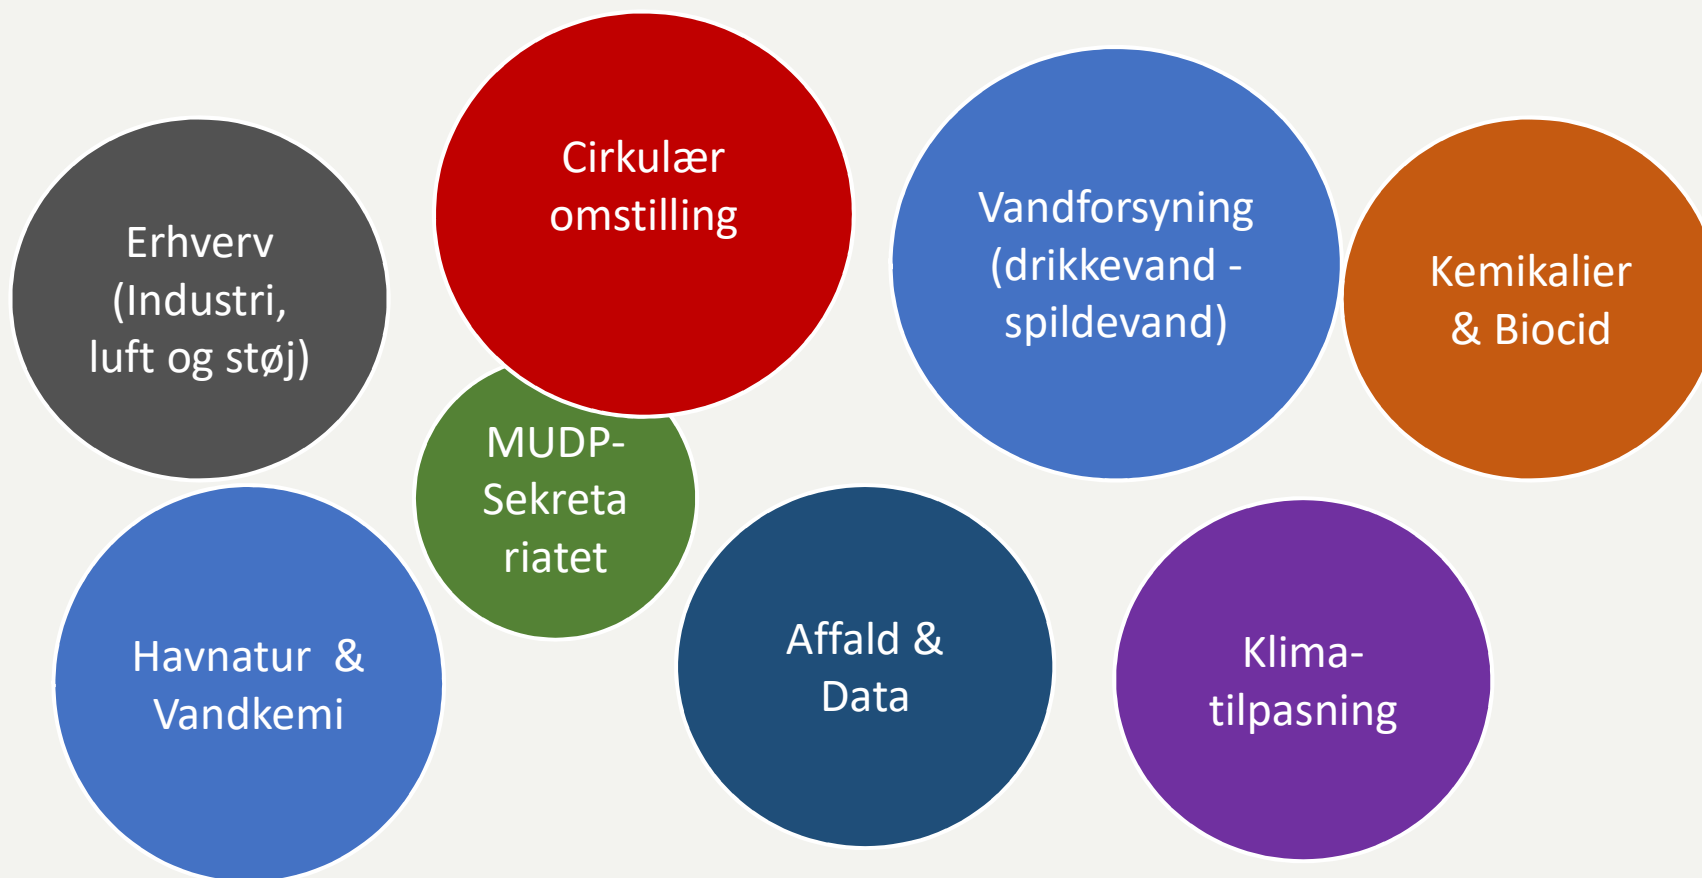 Erhverv
(Industri,
luft og støj)
Cirkulær
omstilling
Vandforsyning
(drikkevand -
spildevand)
Kemikalier
& Biocid
MUDP-
Sekreta
riatet
Havnatur  &
Vandkemi
Affald &
Data
Klima-
tilpasning